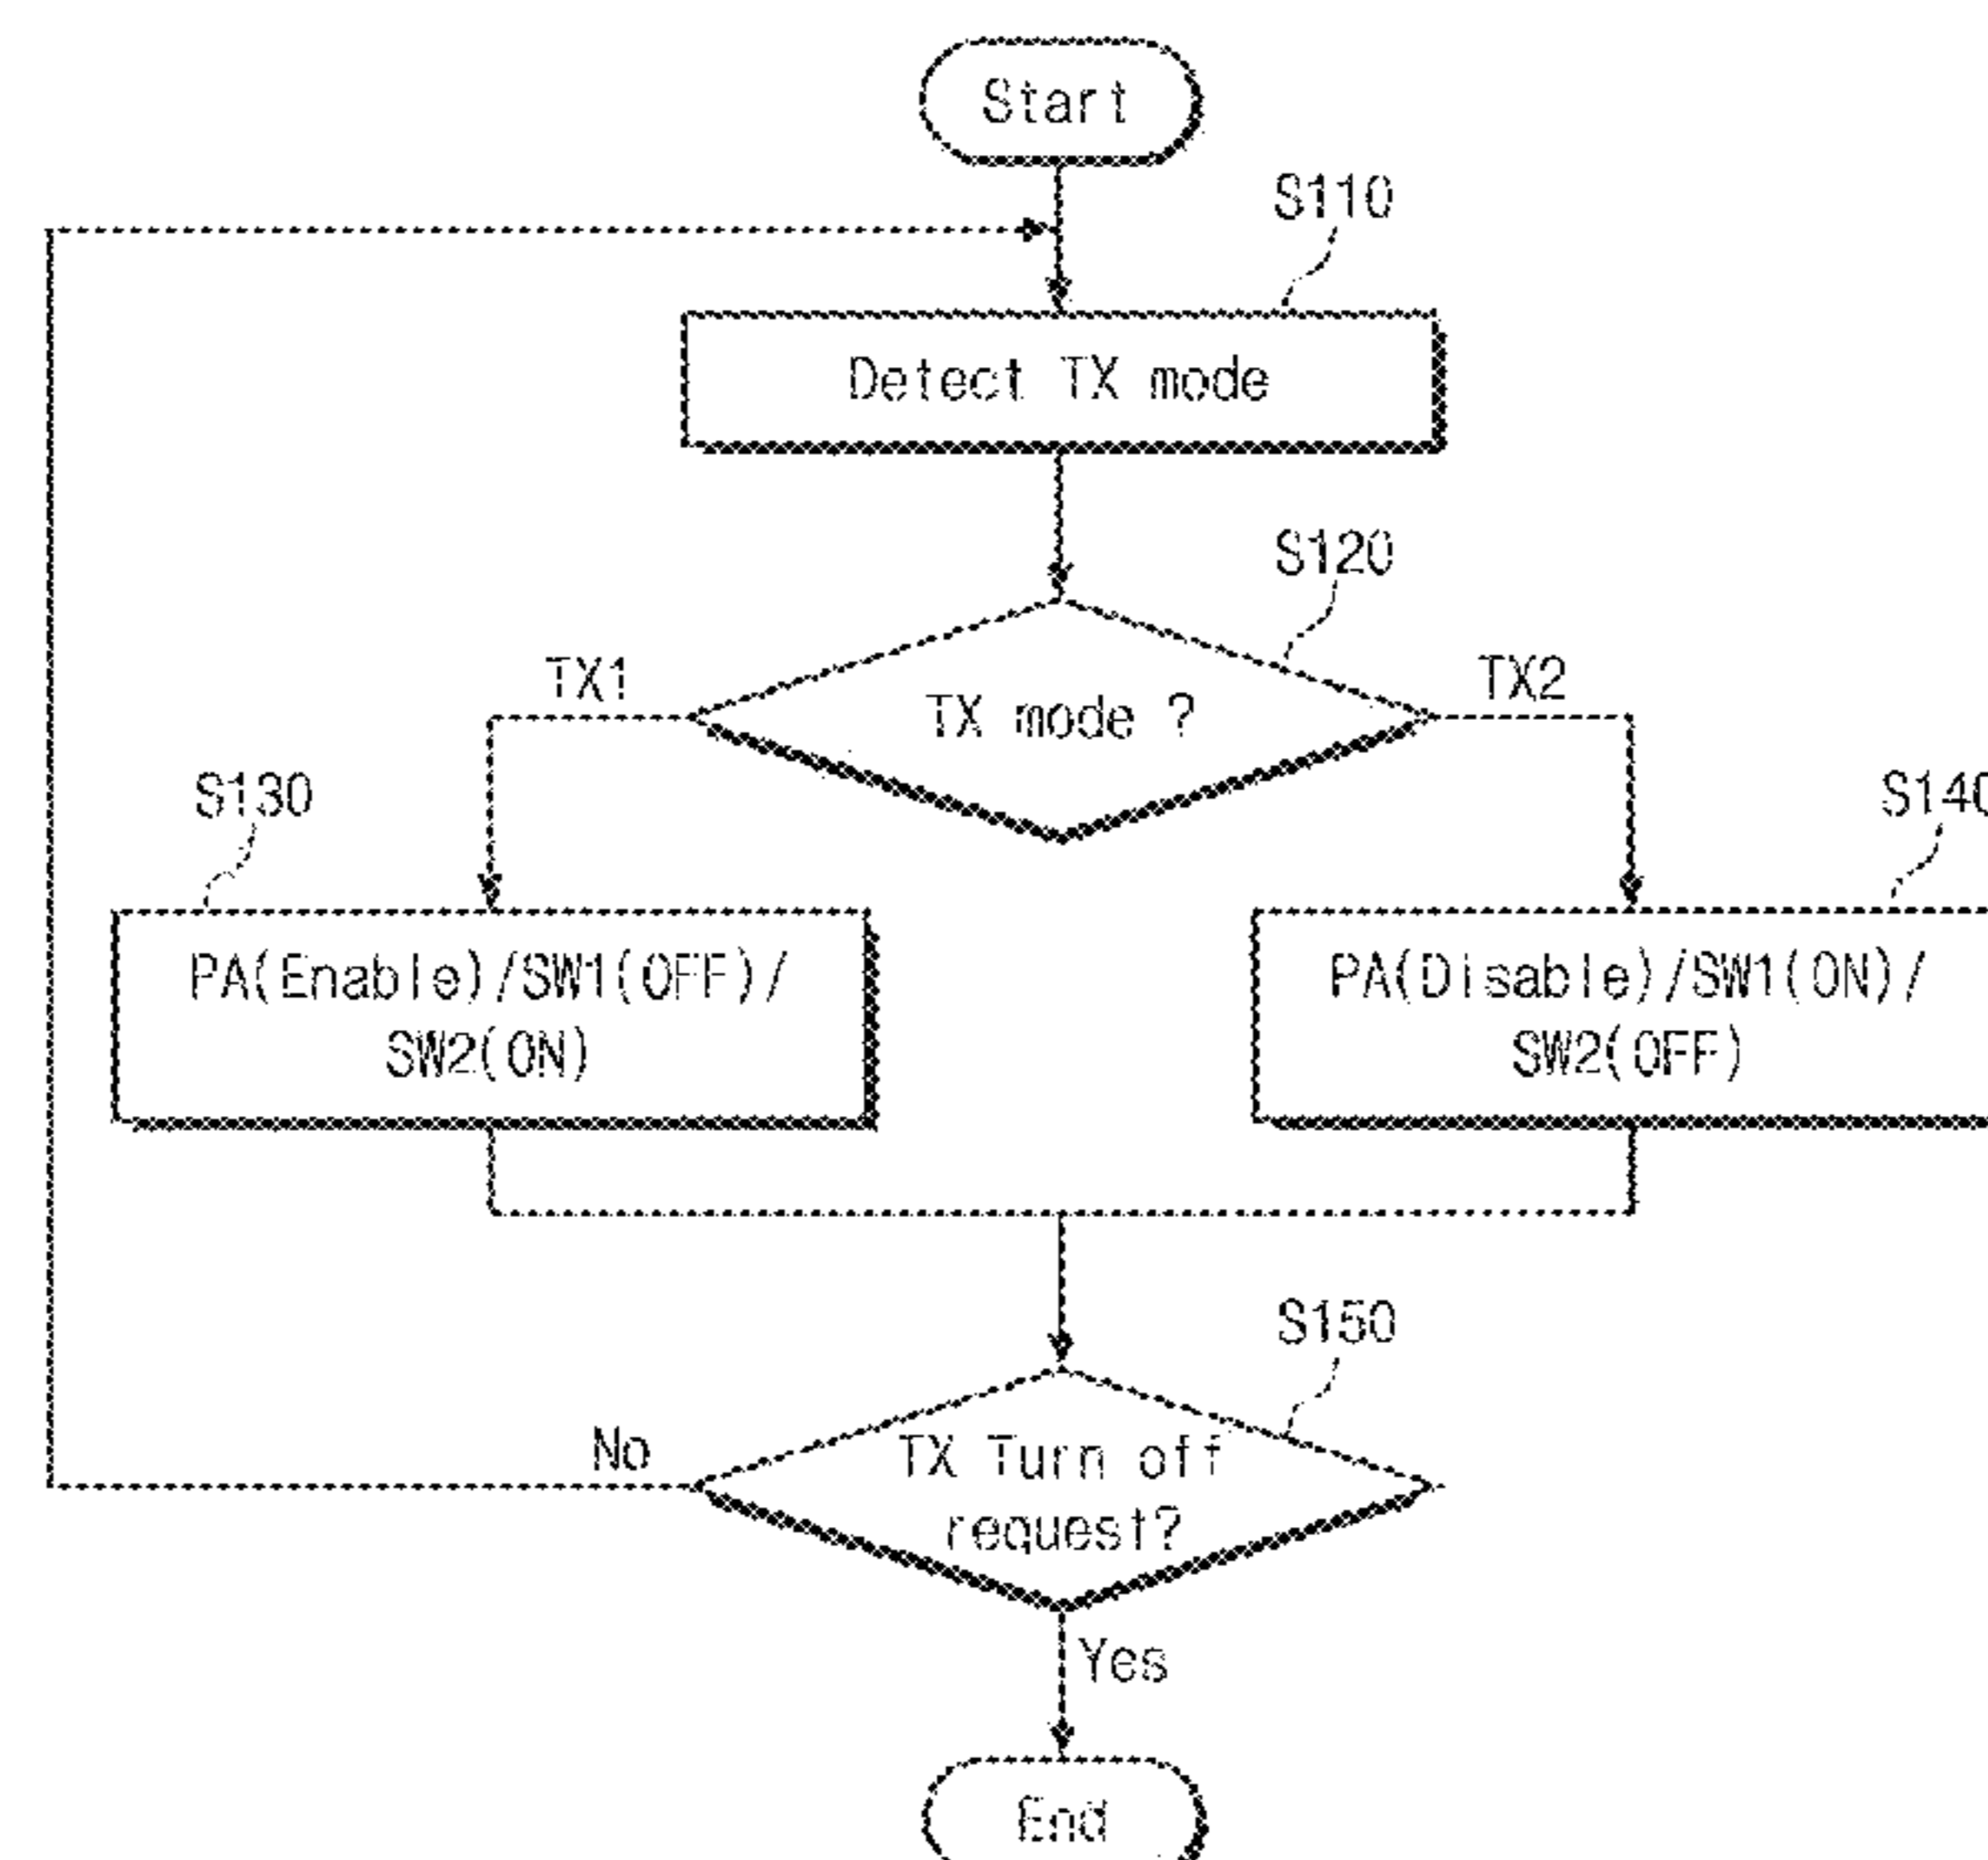 Start
S110
Detect TX mode
S120
TX1
TX mode ?
TX2
S130
S140
PA(Enable)/SW1(OFF)/
SW2(ON)
PA(Disable)/SW1(ON)/
SW2(OFF)
S150
No
TX Turn off
request?
Yes
End